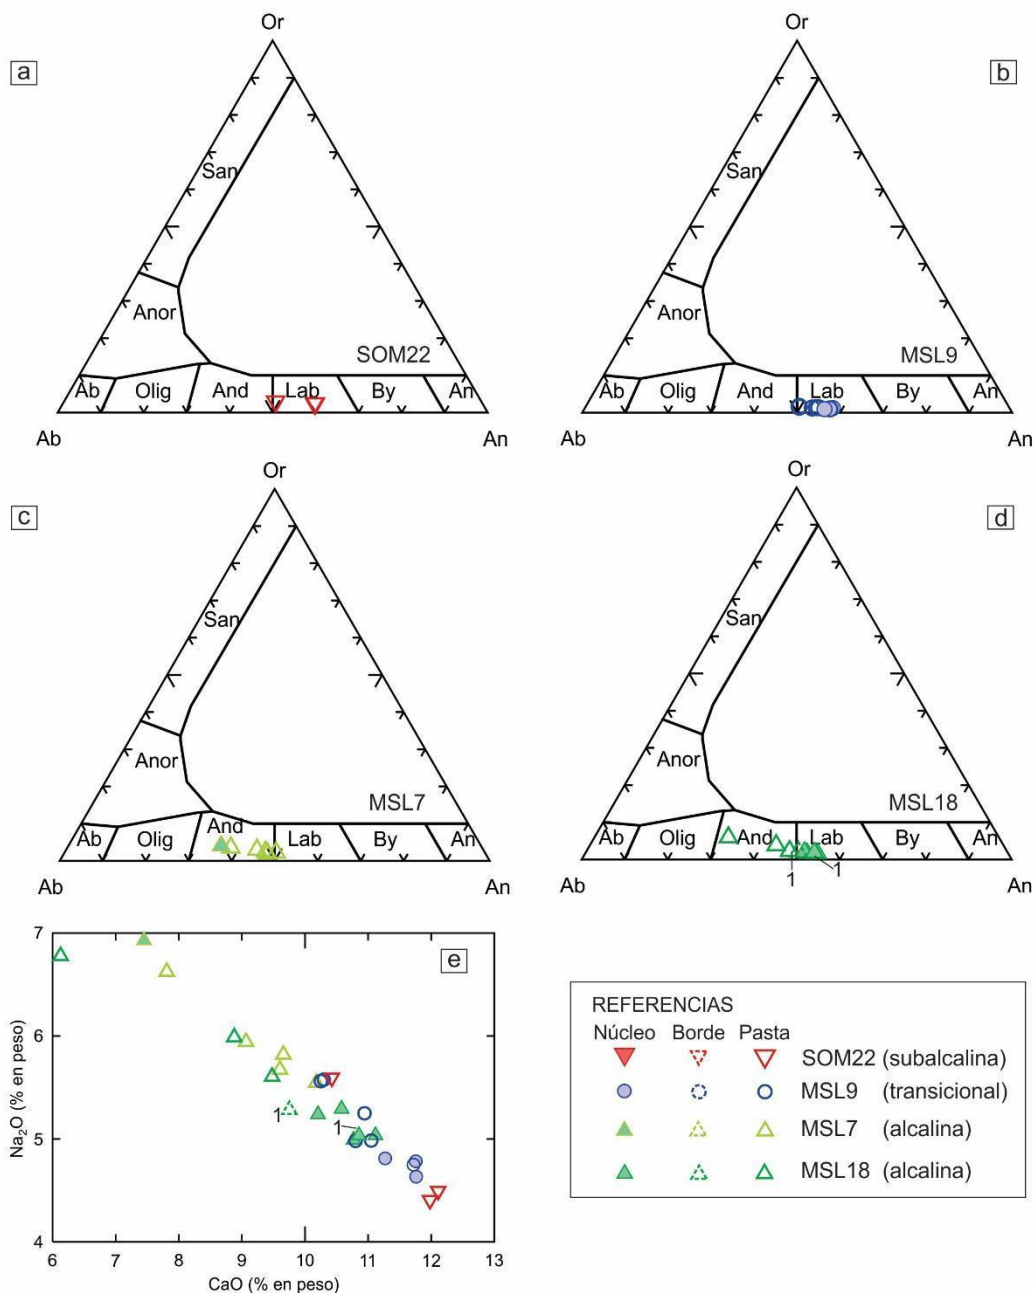 Or
a
San
Anor
SOM22
Ab Olig And Lab By An
Ab An
Or
b
San
Anor
MSL9
Ab Olig And Lab By An
Ab An
Or
c
San
Anor
MSL7
And
Ab Olig Lab By An
Ab An
Or
d
San
Anor
MSL18
Ab Olig And Lab By An
1 1
Ab An
e
7
6
5
4
Na₂O (% en peso)
1
1
6 7 8 9 10 11 12 13
CaO (% en peso)
REFERENCIAS
Núcleo Borde Pasta
SOM22 (subalcalina)
MSL9 (transicional)
MSL7 (alcalina)
MSL18 (alcalina)